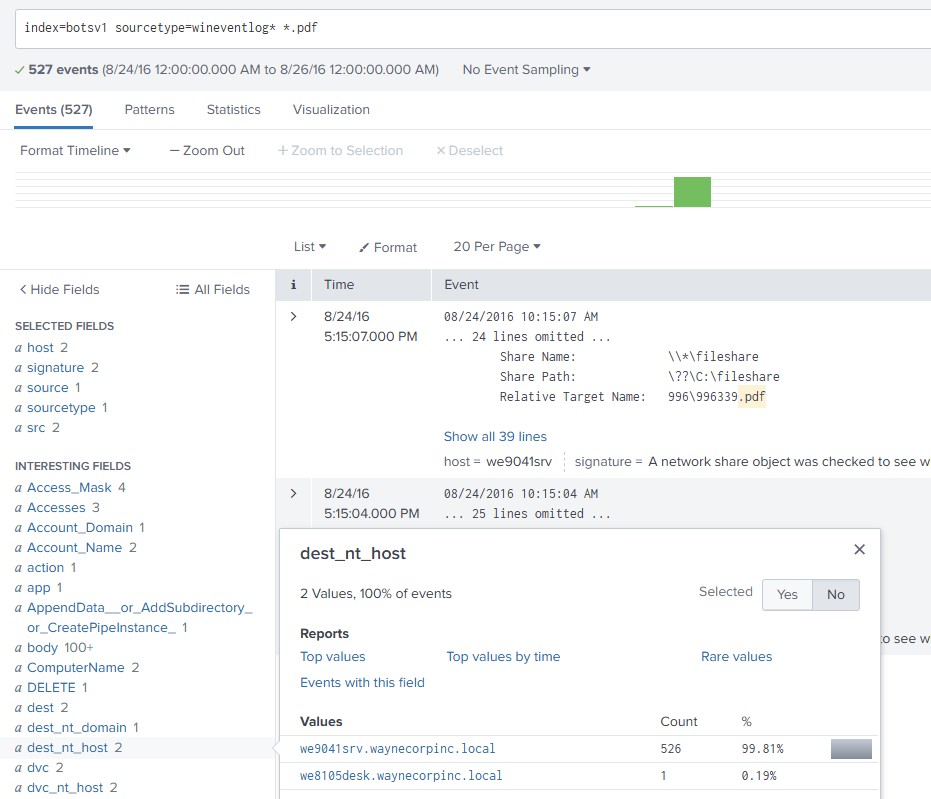 index=botsv1 sourcetype=wineventlog* *.pdf
✓ 527 events (8/24/16 12:00:00.000 AM to 8/26/16 12:00:00.000 AM) No Event Sampling ▾
Events (527) Patterns Statistics Visualization
Format Timeline ▾ — Zoom Out + Zoom to Selection × Deselect
List ▾ Format 20 Per Page ▾
< Hide Fields All Fields
i Time Event
SELECTED FIELDS
a host 2
a signature 2
a source 1
a sourcetype 1
a src 2
INTERESTING FIELDS
a Access_Mask 4
a Accesses 3
a Account_Domain 1
a Account_Name 2
a action 1
a app 1
a AppendData__or_AddSubdirectory_
or_CreatePipeInstance_ 1
a body 100+
a ComputerName 2
a DELETE 1
a dest 2
a dest_nt_domain 1
a dest_nt_host 2
a dvc 2
a dvc_nt_host 2
> 8/24/16 08/24/2016 10:15:07 AM
5:15:07.000 PM ... 24 lines omitted ...
Share Name: \\*\fileshare
Share Path: \??\C:\fileshare
Relative Target Name: 996\996339.pdf
Show all 39 lines
host = we9041srv signature = A network share object was checked to see w
> 8/24/16 08/24/2016 10:15:04 AM
5:15:04.000 PM ... 25 lines omitted ...
to see w
dest_nt_host ×
2 Values, 100% of events Selected Yes No
Reports
Top values Top values by time Rare values
Events with this field
Values Count %
we9041srv.waynecorpinc.local 526 99.81%
we8105desk.waynecorpinc.local 1 0.19%